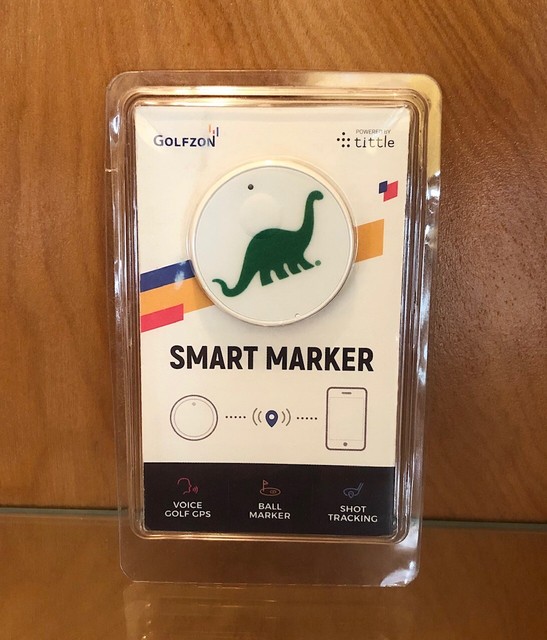 GOLFZON
POWERED BY
tittle
SMART MARKER
VOICE
GOLF GPS
BALL
MARKER
SHOT
TRACKING